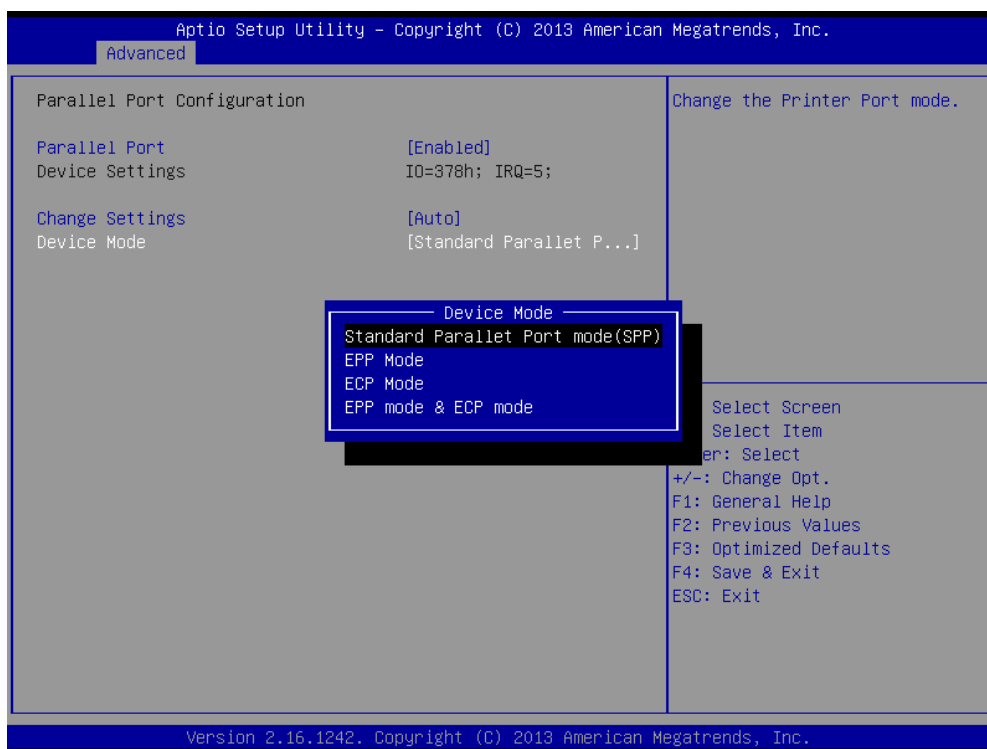 Aptio Setup Utility – Copyright (C) 2013 American Megatrends, Inc.
Advanced
Parallel Port Configuration
Parallel Port [Enabled]
Device Settings IO=378h; IRQ=5;
Change Settings [Auto]
Device Mode [Standard Parallet P...]
Device Mode
Standard Parallet Port mode(SPP)
EPP Mode
ECP Mode
EPP mode & ECP mode
Change the Printer Port mode.
Select Screen
Select Item
er: Select
+/-: Change Opt.
F1: General Help
F2: Previous Values
F3: Optimized Defaults
F4: Save & Exit
ESC: Exit
Version 2.16.1242. Copyright (C) 2013 American Megatrends, Inc.